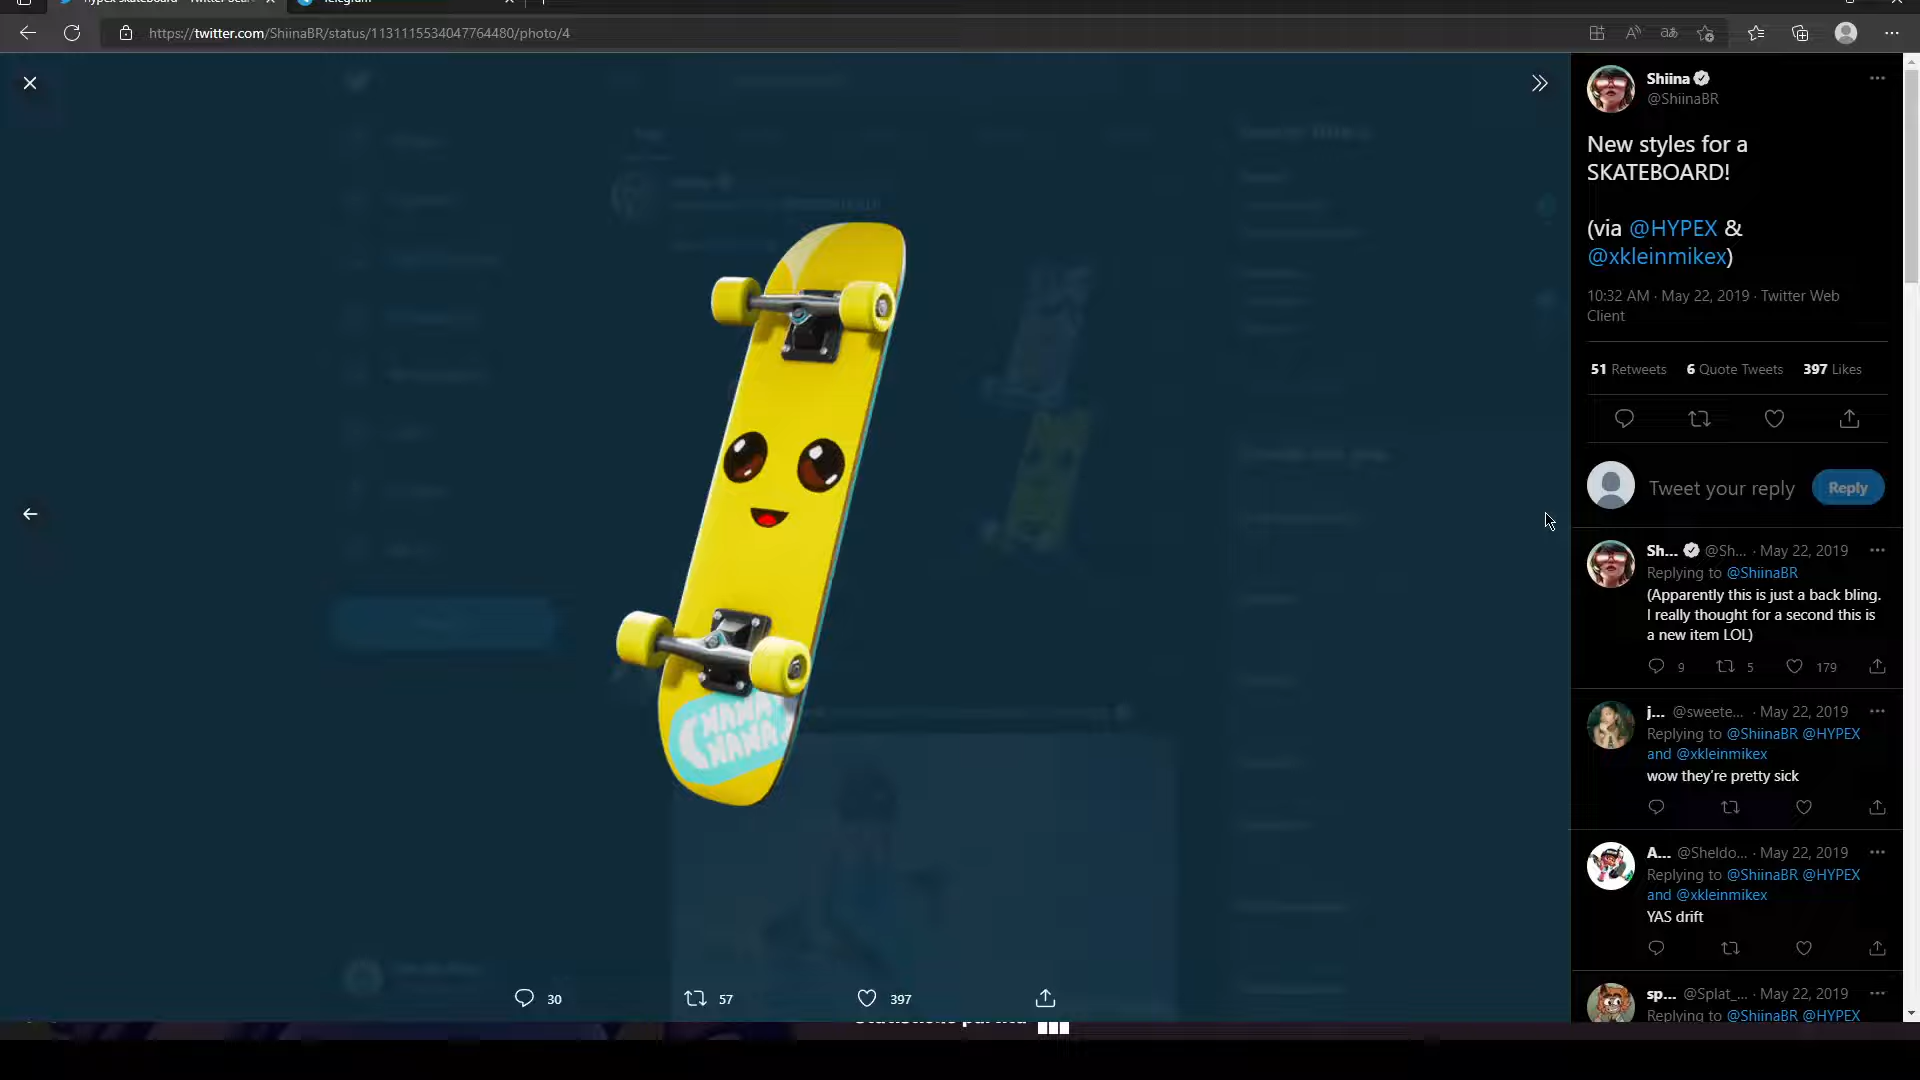 https://twitter.com/ShiinaBR/status/1131115534047764480/photo/4
Shiina
@ShiinaBR
New styles for a
SKATEBOARD!
(via @HYPEX &
@xkleinmikex)
10:32 AM · May 22, 2019 · Twitter Web
Client
51 Retweets 6 Quote Tweets 397 Likes
Tweet your reply Reply
Sh... @Sh... · May 22, 2019
Replying to @ShiinaBR
(Apparently this is just a back bling.
I really thought for a second this is
a new item LOL)
9 5 179
j... @sweete... · May 22, 2019
Replying to @ShiinaBR @HYPEX
and @xkleinmikex
wow they're pretty sick
A... @Sheldo... · May 22, 2019
Replying to @ShiinaBR @HYPEX
and @xkleinmikex
YAS drift
sp... @Splat_... · May 22, 2019
Replying to @ShiinaBR @HYPEX
NANA
NANA
30 57 397